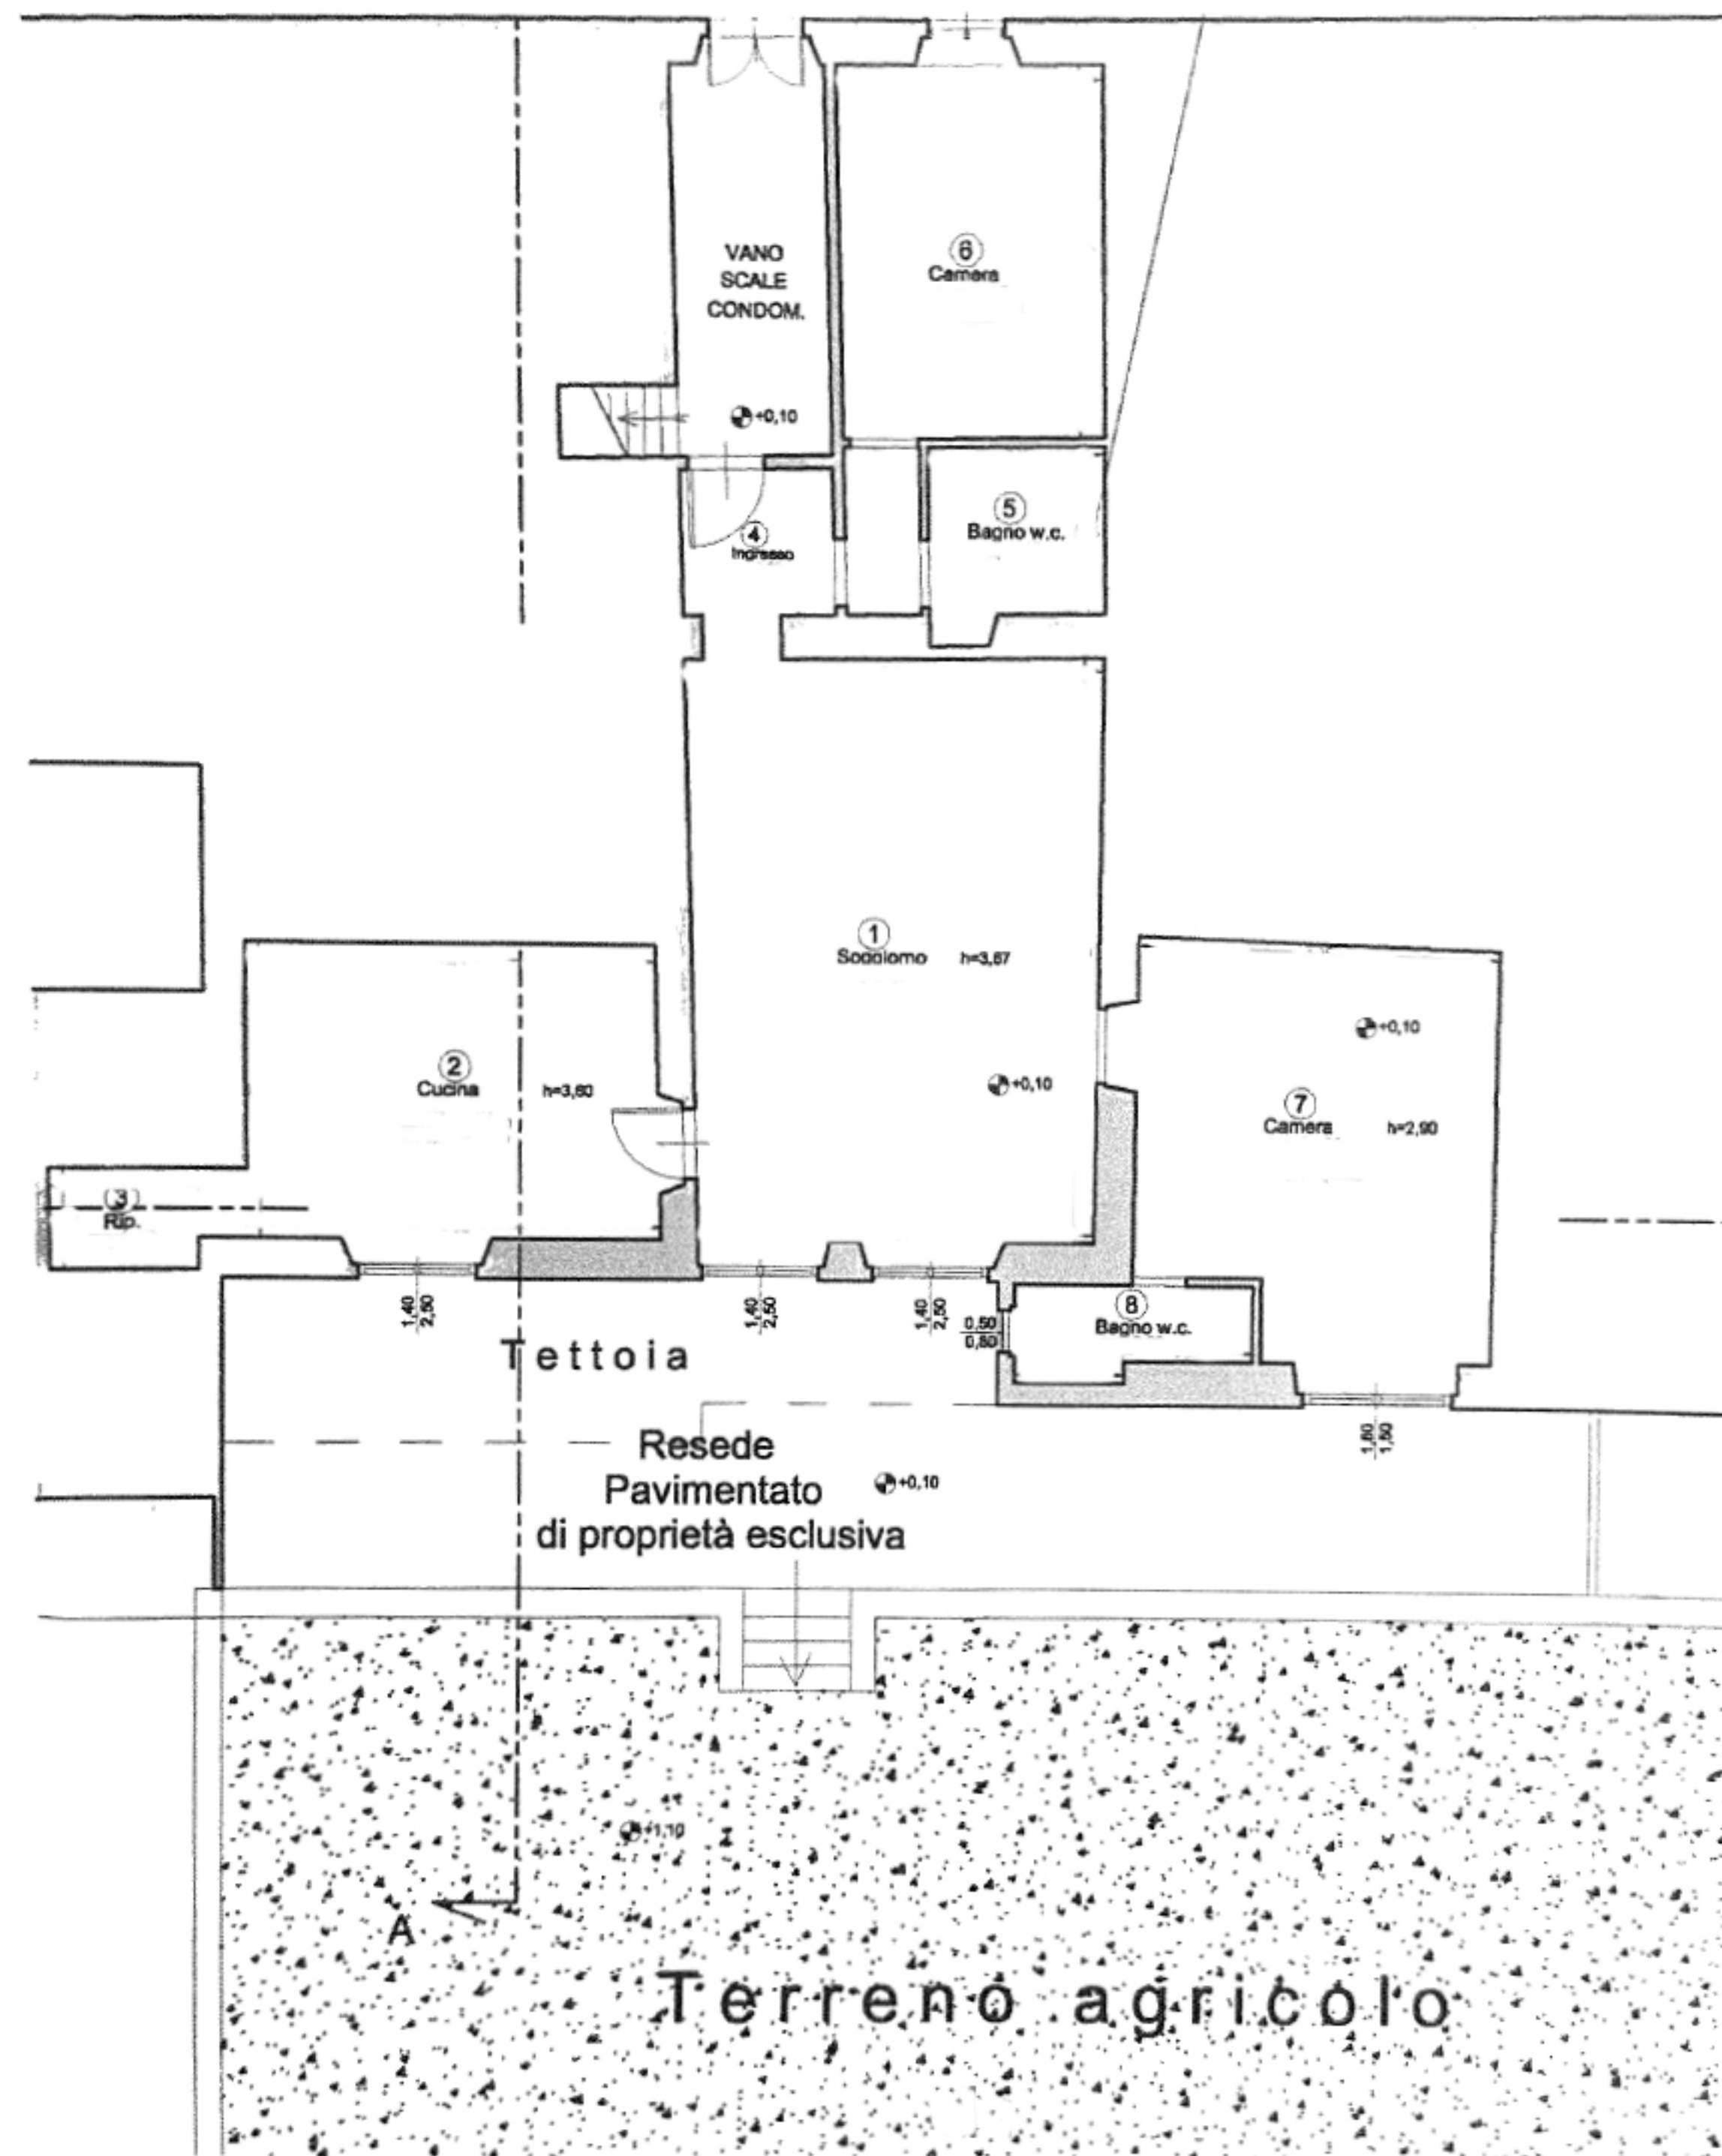 VANO
SCALE
CONDOM.
+0,10
6
Camera
5
Bagno w.c.
4
Ingresso
1
Soggiorno h=3,67
+0,10
2
Cucina h=3,60
3
Rip.
+0,10
7
Camera h=2,90
8
Bagno w.c.
1,40
2,50
1,40
2,50
1,40
2,50
0,50
0,80
1,60
1,50
Tettoia
Resede
Pavimentato
di proprietà esclusiva
+0,10
+1,10
A
Terreno agricolo